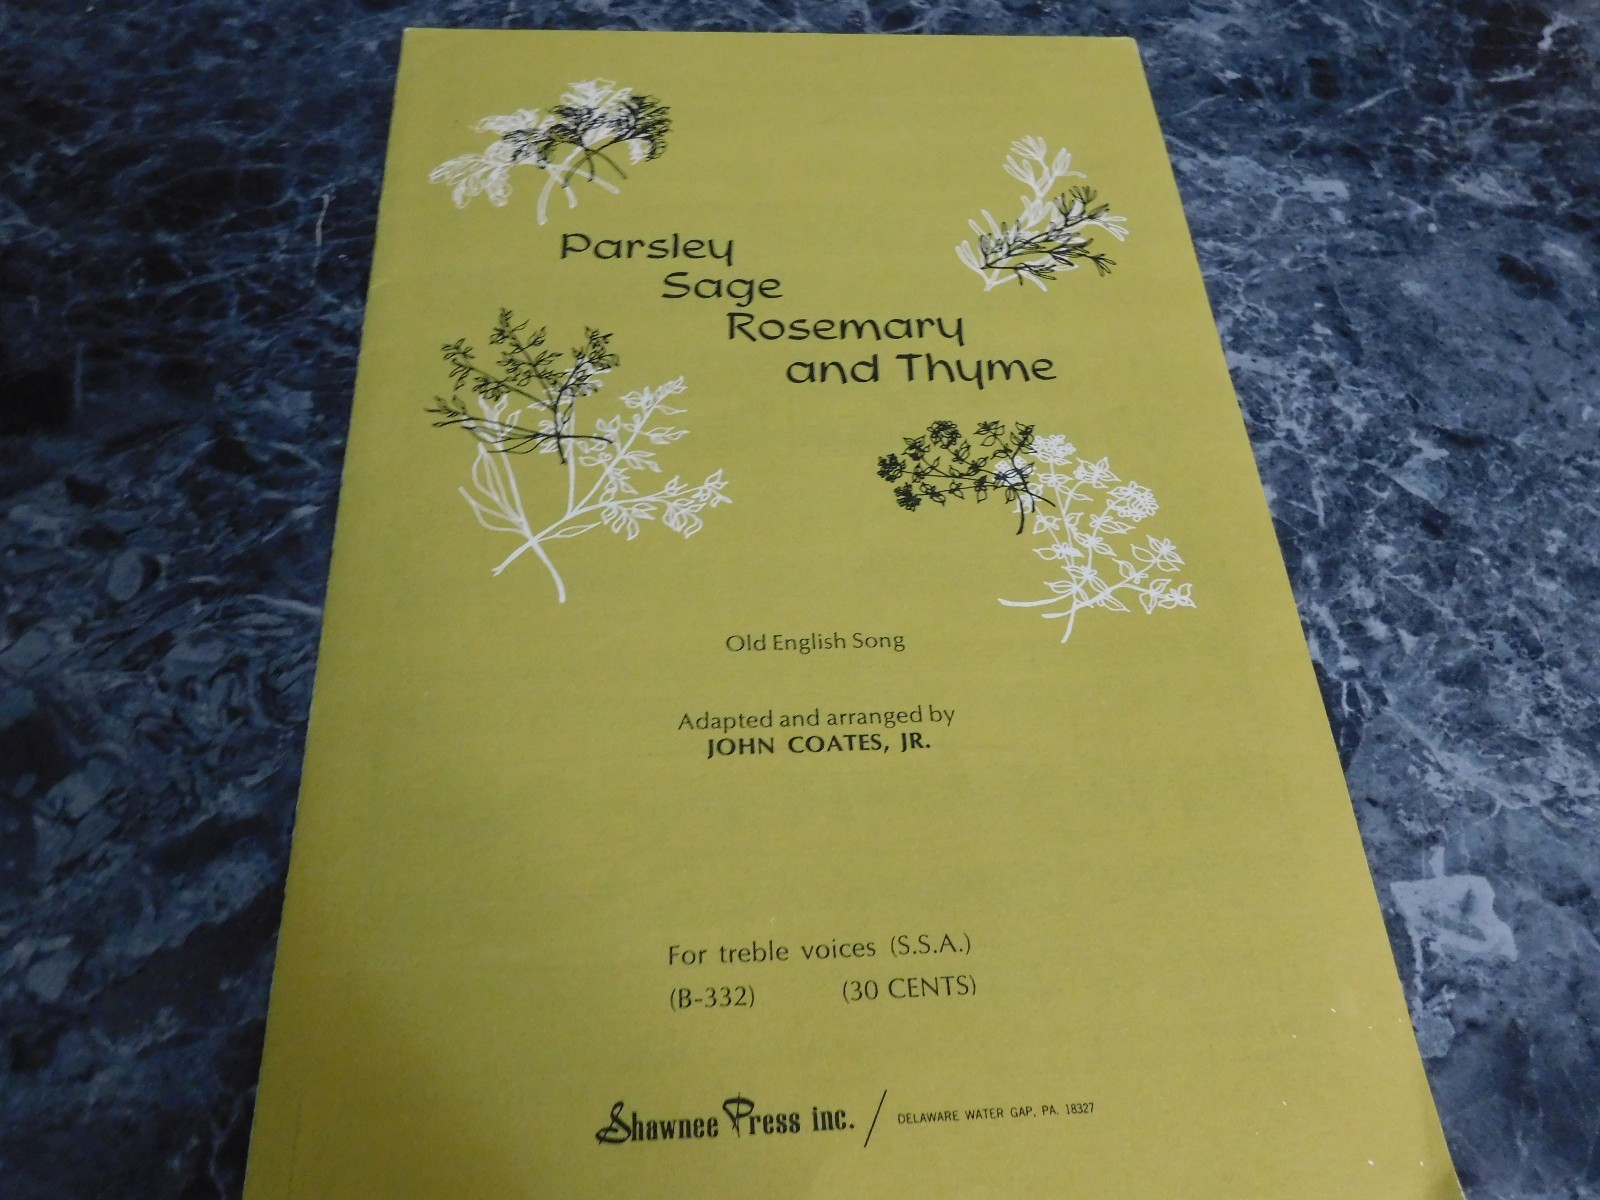 Parsley
Sage
Rosemary
and Thyme
Old English Song
Adapted and arranged by
JOHN COATES, JR.
For treble voices (S.S.A.)
(B-332) (30 CENTS)
Shawnee Press inc. / DELAWARE WATER GAP, PA. 18327